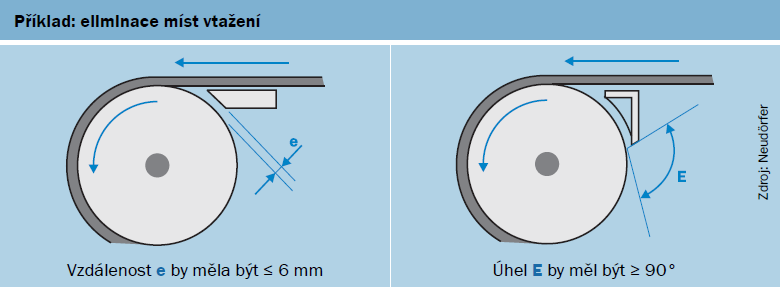 Příklad: eliminace míst vtažení
e
E
Zdroj: Neudörfer
Vzdálenost e by měla být ≤ 6 mm
Úhel E by měl být ≥ 90°